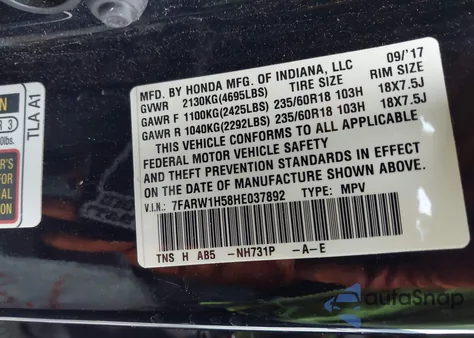 MFD. BY HONDA MFG. OF INDIANA, LLC 09/'17
GVWR 2130KG(4695LBS) TIRE SIZE RIM SIZE
GAWR F 1100KG(2425LBS) 235/60R18 103H 18X7.5J
GAWR R 1040KG(2292LBS) 235/60R18 103H 18X7.5J
THIS VEHICLE CONFORMS TO ALL APPLICABLE
FEDERAL MOTOR VEHICLE SAFETY
AND THEFT PREVENTION STANDARDS IN EFFECT
ON THE DATE OF MANUFACTURE SHOWN ABOVE.
V.I.N.: 7FARW1H58HE037892 TYPE: MPV
TNS H AB5 -NH731P -A-E
TLA A1
autoSnap